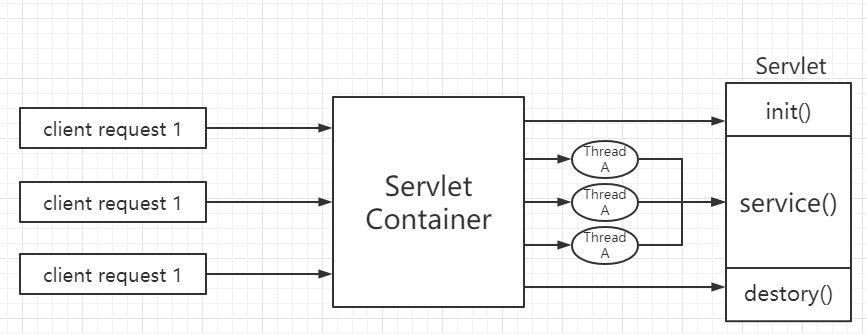 Servlet
client request 1
client request 1
client request 1
Servlet
Container
Thread
A
Thread
A
Thread
A
init()
service()
destory()